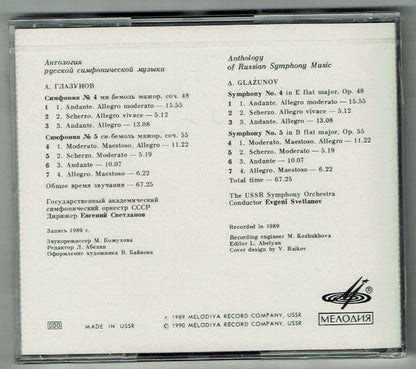 Антология
русской симфонической музыки
А. ГЛАЗУНОВ
Симфония № 4 ми-бемоль мажор, соч. 48
1 1. Andante. Allegro moderato — 15.55
2 2. Scherzo. Allegro vivace — 5.12
3 3. Andante. Allegro — 13.08
Симфония № 5 си-бемоль мажор, соч. 55
4 1. Moderato. Maestoso. Allegro — 11.22
5 2. Scherzo. Moderato — 5.19
6 3. Andante — 10.07
7 4. Allegro. Maestoso — 6.22
Общее время звучания — 67.25
Государственный академический
симфонический оркестр СССР
Дирижер Евгений Светланов
Запись 1989 г.
Звукорежиссер М. Кожухова
Редактор Л. Абелян
Оформление художника В. Байкова
Anthology
of Russian Symphony Music
A. GLAZUNOV
Symphony No. 4 in E flat major, Op. 48
1 1. Andante. Allegro moderato — 15.55
2 2. Scherzo. Allegro vivace — 5.12
3 3. Andante. Allegro — 13.08
Symphony No. 5 in B flat major, Op. 55
4 1. Moderato. Maestoso. Allegro — 11.22
5 2. Scherzo. Moderato — 5.19
6 3. Andante — 10.07
7 4. Allegro. Maestoso — 6.22
Total time — 67.25
The USSR Symphony Orchestra
Conductor Evgeni Svetlanov
Recorded in 1989
Recording engineer M. Kozhukhova
Editor L. Abelyan
Cover design by V. Baikov
DDD
MADE IN USSR
℗ 1989 MELODIYA RECORD COMPANY, USSR
© 1990 MELODIYA RECORD COMPANY, USSR
МЕЛОДИЯ